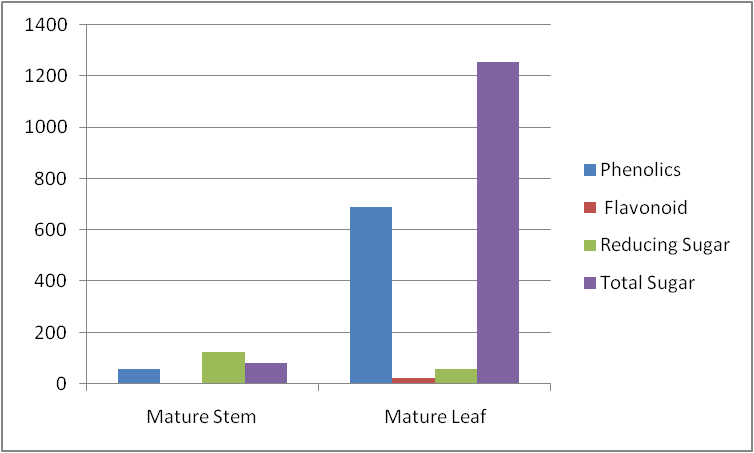 1400
1200
1000
800
600
400
200
0
Mature Stem
Mature Leaf
Phenolics
Flavonoid
Reducing Sugar
Total Sugar